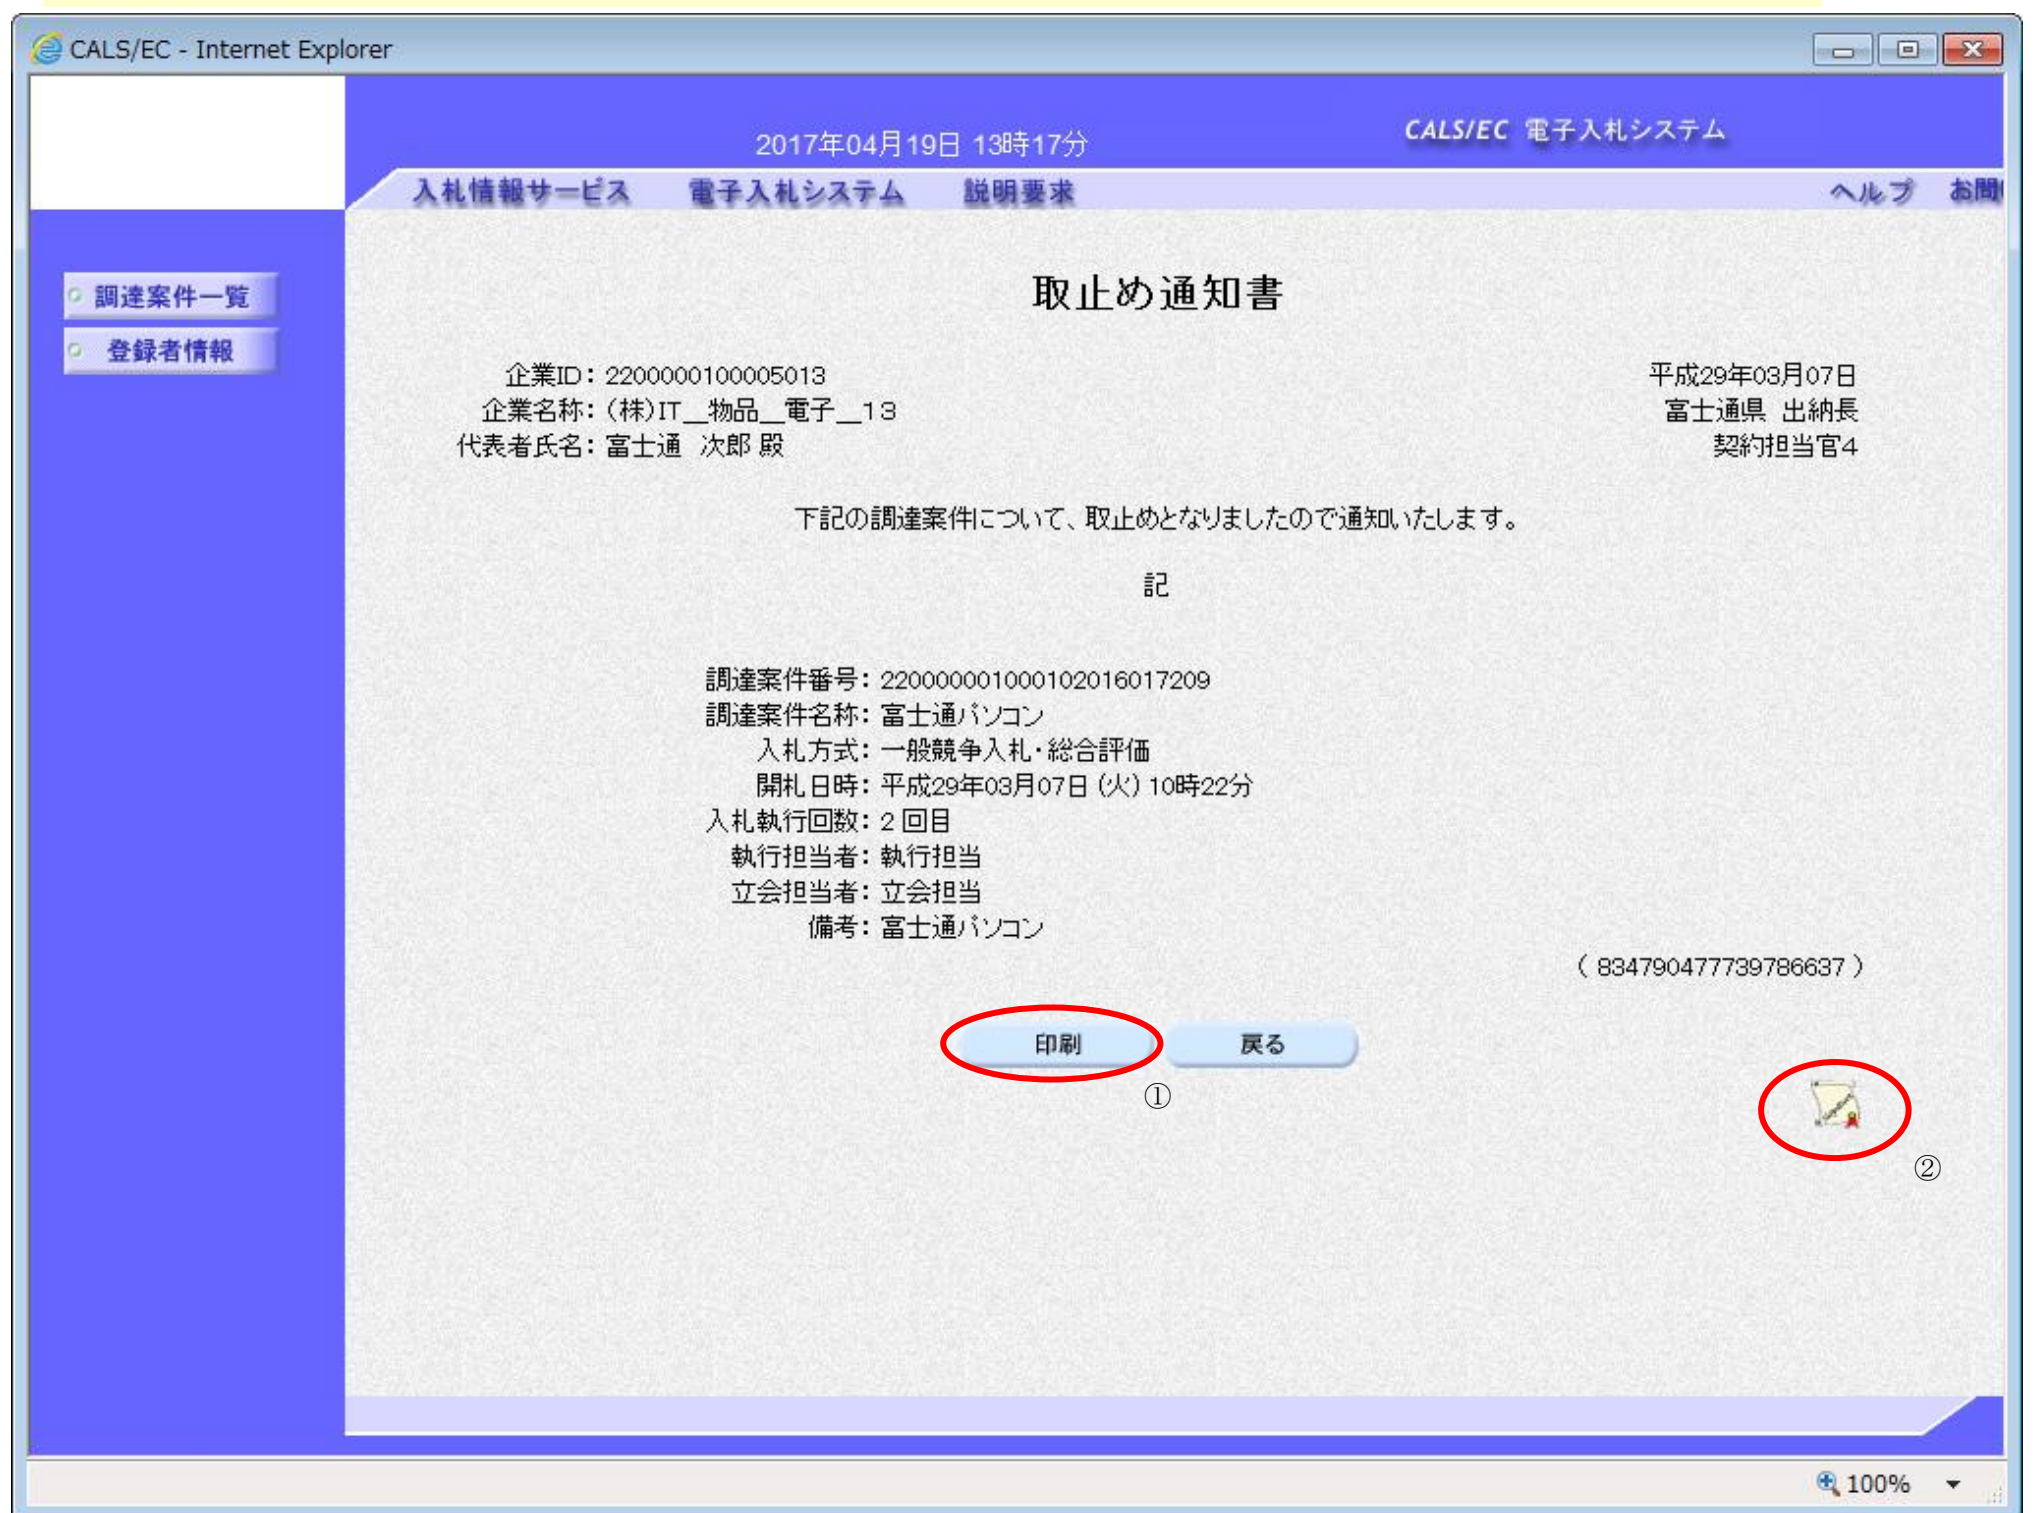 CALS/EC - Internet Explorer
2017年04月19日 13時17分
CALS/EC 電子入札システム
入札情報サービス 電子入札システム 説明要求 ヘルプ お問
調達案件一覧
登録者情報
取止め通知書
企業ID：2200000100005013
企業名称：（株）IT__物品__電子__13
代表者氏名：富士通 次郎 殿
平成29年03月07日
富士通県 出納長
契約担当官4
下記の調達案件について、取止めとなりましたので通知いたします。
記
調達案件番号：220000001000102016017209
調達案件名称：富士通パソコン
入札方式：一般競争入札・総合評価
開札日時：平成29年03月07日（火）10時22分
入札執行回数：2 回目
執行担当者：執行担当
立会担当者：立会担当
備考：富士通パソコン
（ 8347904777739786637 ）
印刷 戻る
①
②
100%